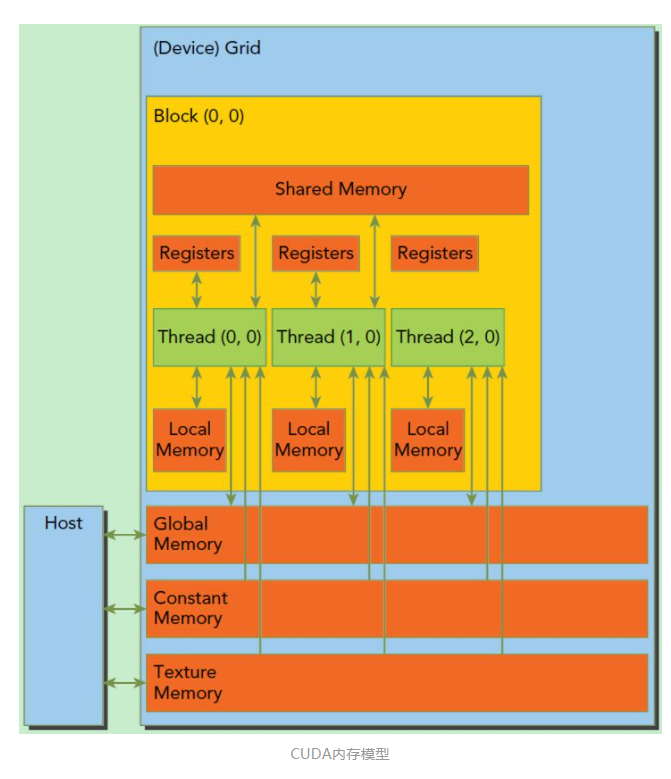 (Device) Grid
Block (0, 0)
Shared Memory
Registers
Registers
Registers
Thread (0, 0)
Thread (1, 0)
Thread (2, 0)
Local
Memory
Local
Memory
Local
Memory
Host
Global
Memory
Constant
Memory
Texture
Memory
CUDA内存模型